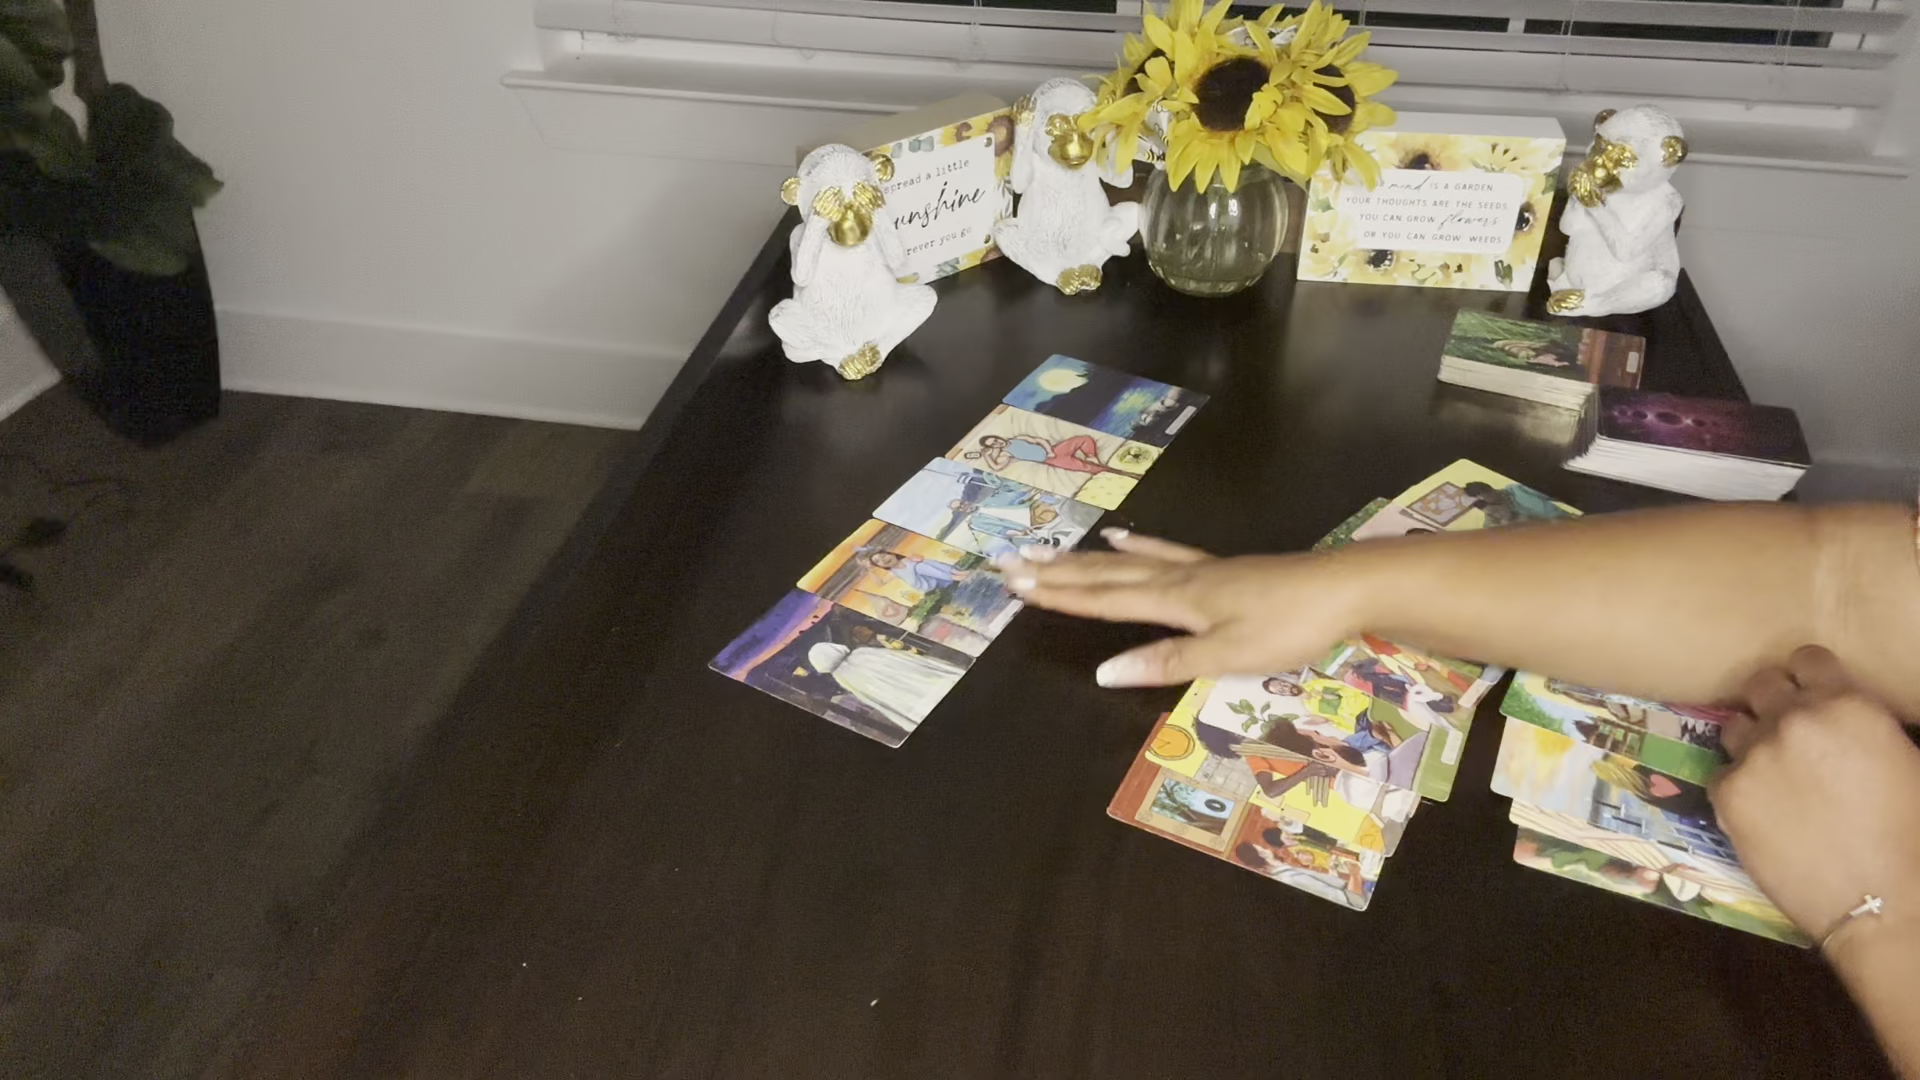 spread a little
unshine
rever you go
mind IS A GARDEN,
YOUR THOUGHTS ARE THE SEEDS
YOU CAN GROW flowers
OR YOU CAN GROW WEEDS